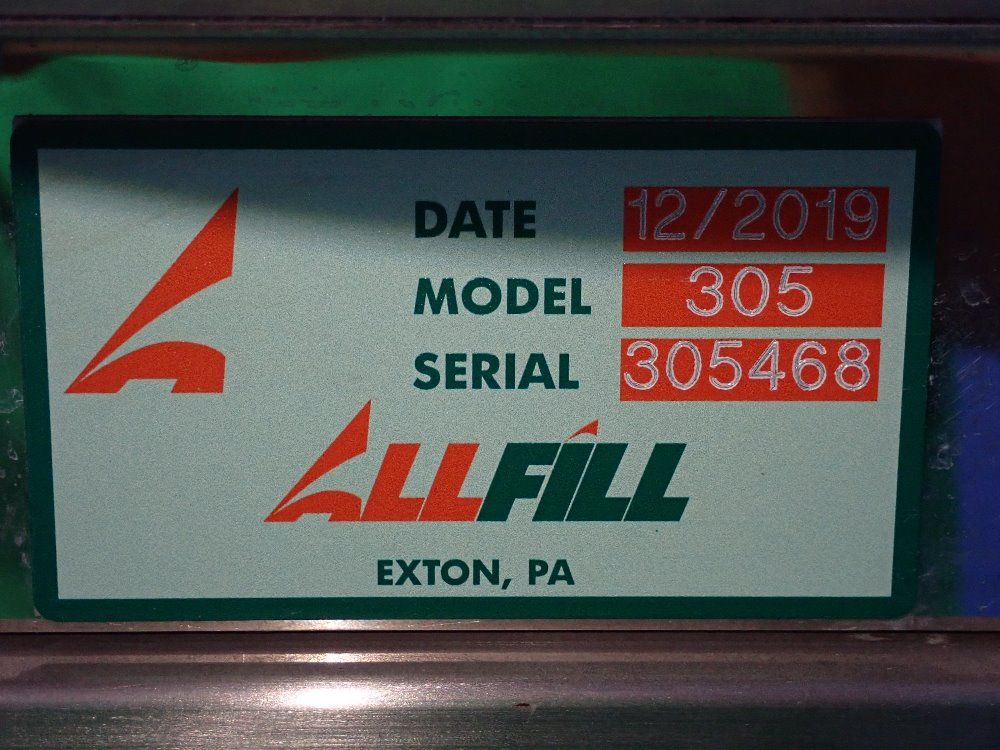 DATE 12/2019
MODEL 305
SERIAL 305468
ALLFILL
EXTON, PA